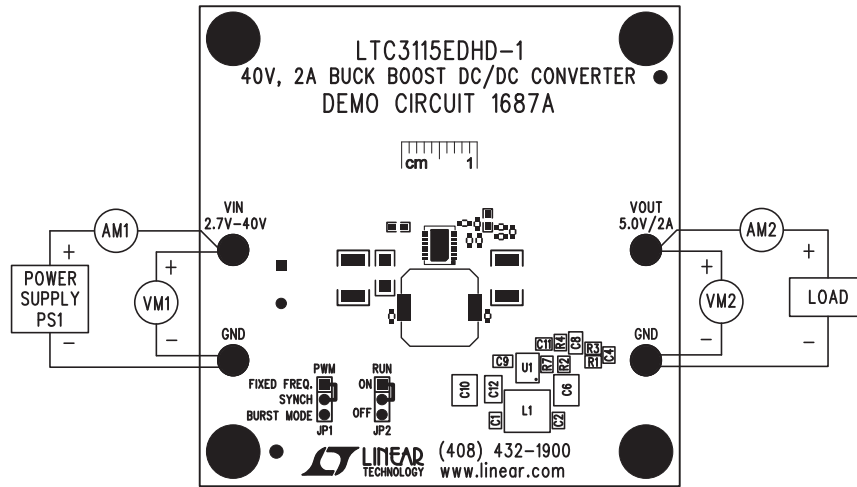 LTC3115EDHD-1
40V, 2A BUCK BOOST DC/DC CONVERTER
DEMO CIRCUIT 1687A
cm 1
VIN
2.7V-40V
VOUT
5.0V/2A
AM1
AM2
+
+
+
+
POWER
SUPPLY
PS1
VM1
VM2
LOAD
-
-
-
-
GND
GND
PWM
RUN
FIXED FREQ.
SYNCH
BURST MODE
JP1
ON
OFF
JP2
C11
R4
C8
R3
C4
C9
U1
R7
R2
R1
C10
C12
C6
L1
C1
C2
LINEAR
TECHNOLOGY
(408) 432-1900
www.linear.com